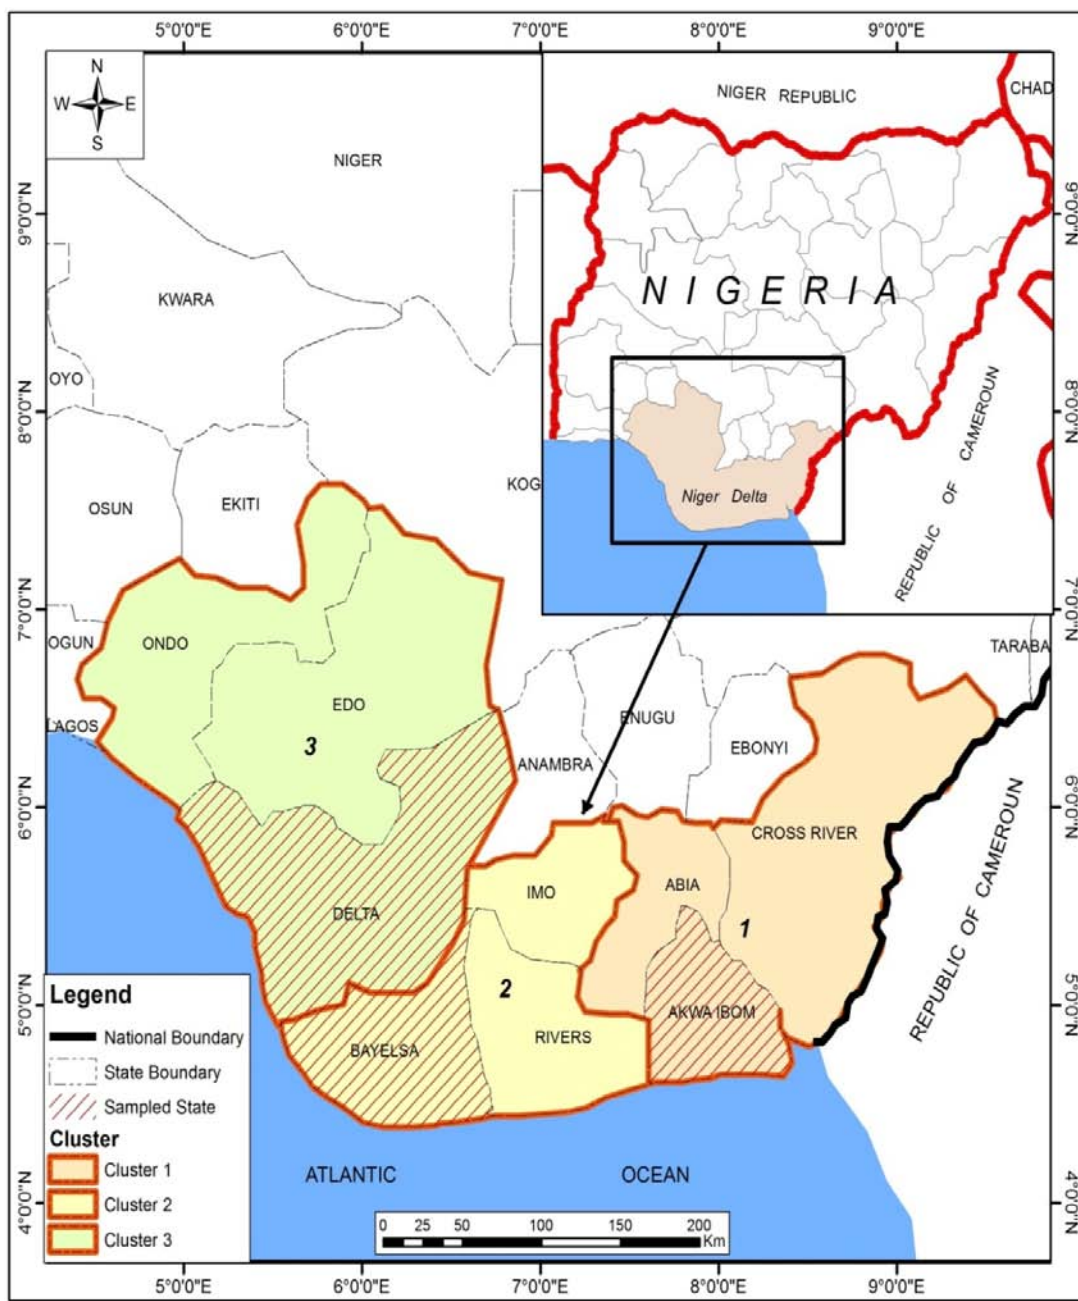 5°0'0"E 6°0'0"E 7°0'0"E 8°0'0"E 9°0'0"E
N
W E
S
NIGER REPUBLIC
CHAD
NIGER
9°0'0"N
9°0'0"N
NIGERIA
KWARA
OYO
8°0'0"N
8°0'0"N
REPUBLIC OF CAMEROUN
Niger Delta
KOG
OSUN
EKITI
7°0'0"N
7°0'0"N
OGUN
ONDO
TARABA
EDO
LAGOS
ENUGU
EBONYI
3
ANAMBRA
6°0'0"N
6°0'0"N
CROSS RIVER
REPUBLIC OF CAMEROUN
IMO
ABIA
DELTA
1
2
5°0'0"N
5°0'0"N
AKWA IBOM
RIVERS
BAYELSA
Legend
National Boundary
State Boundary
Sampled State
Cluster
Cluster 1
Cluster 2
Cluster 3
ATLANTIC OCEAN
4°0'0"N
4°0'0"N
0 25 50 100 150 200
Km
5°0'0"E 6°0'0"E 7°0'0"E 8°0'0"E 9°0'0"E